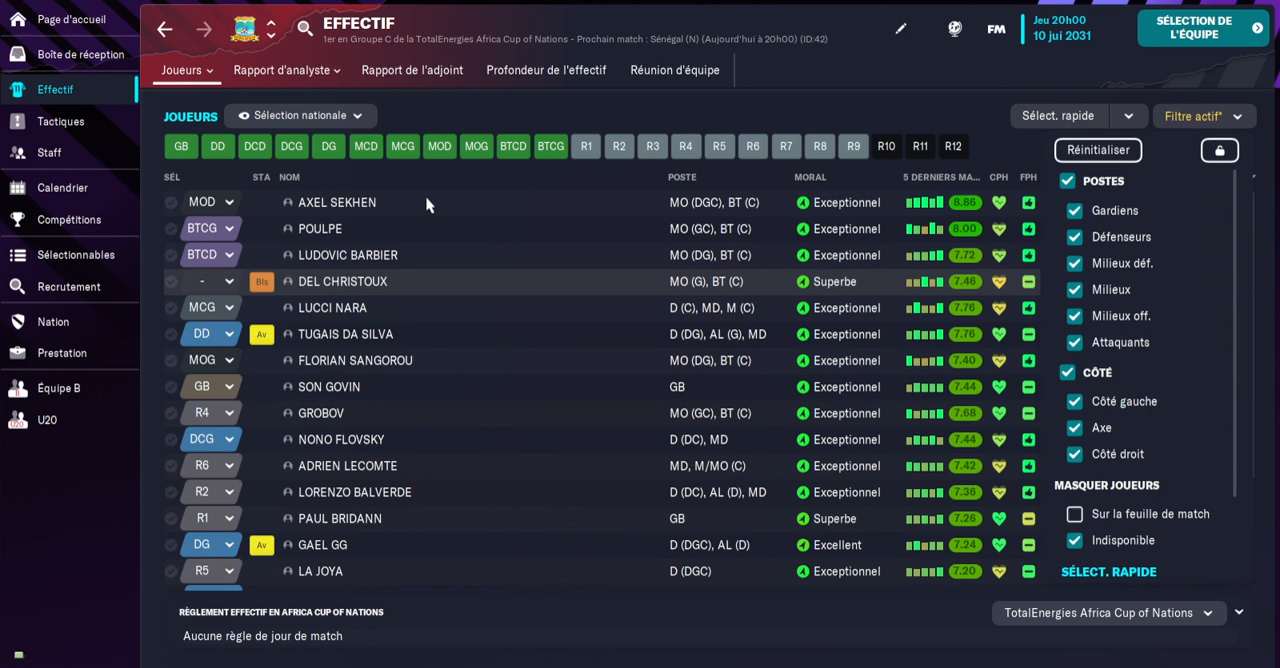 Page d'accueil
Boîte de réception
Effectif
Tactiques
Staff
Calendrier
Compétitions
Sélectionnables
Recrutement
Nation
Prestation
Équipe B
U20
EFFECTIF
1er en Groupe C de la TotalEnergies Africa Cup of Nations - Prochain match : Sénégal (N) (Aujourd'hui à 20h00) (ID:42)
FM
Jeu 20h00
10 jui 2031
SÉLECTION DE L'ÉQUIPE
Joueurs
Rapport d'analyste
Rapport de l'adjoint
Profondeur de l'effectif
Réunion d'équipe
JOUEURS
Sélection nationale
Sélect. rapide
Filtre actif*
GB DD DCD DCG DG MCD MCG MOD MOG BTCD BTCG R1 R2 R3 R4 R5 R6 R7 R8 R9 R10 R11 R12
SÉL STA NOM POSTE MORAL 5 DERNIERS MA... CPH FPH
MOD AXEL SEKHEN MO (DGC), BT (C) Exceptionnel 8.86
BTCG POULPE MO (GC), BT (C) Exceptionnel 8.00
BTCD LUDOVIC BARBIER MO (DG), BT (C) Exceptionnel 7.72
- Bls DEL CHRISTOUX MO (G), BT (C) Superbe 7.46
MCG LUCCI NARA D (C), MD, M (C) Exceptionnel 7.76
DD Av TUGAIS DA SILVA D (DG), AL (G), MD Exceptionnel 7.76
MOG FLORIAN SANGOROU MO (DG), BT (C) Exceptionnel 7.40
GB SON GOVIN GB Exceptionnel 7.44
R4 GROBOV MO (GC), BT (C) Exceptionnel 7.68
DCG NONO FLOVSKY D (DC), MD Exceptionnel 7.44
R6 ADRIEN LECOMTE MD, M/MO (C) Exceptionnel 7.42
R2 LORENZO BALVERDE D (DC), AL (D), MD Exceptionnel 7.36
R1 PAUL BRIDANN GB Superbe 7.26
DG Av GAEL GG D (DGC), AL (D) Excellent 7.24
R5 LA JOYA D (DGC) Exceptionnel 7.20
Réinitialiser
POSTES
Gardiens
Défenseurs
Milieux déf.
Milieux
Milieux off.
Attaquants
CÔTÉ
Côté gauche
Axe
Côté droit
MASQUER JOUEURS
Sur la feuille de match
Indisponible
SÉLECT. RAPIDE
RÈGLEMENT EFFECTIF EN AFRICA CUP OF NATIONS
TotalEnergies Africa Cup of Nations
Aucune règle de jour de match